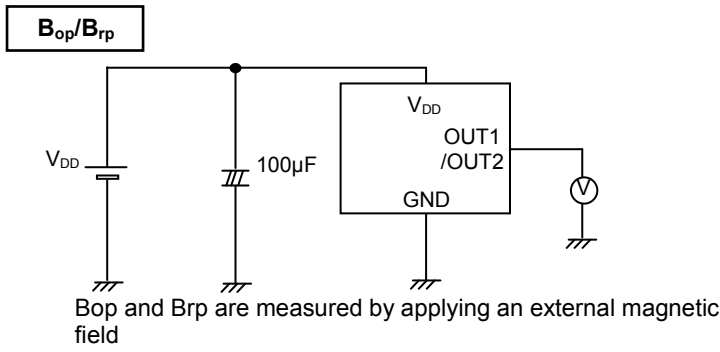 Bop/Brp
VDD
100µF
VDD
OUT1
/OUT2
GND
V
Bop and Brp are measured by applying an external magnetic
field